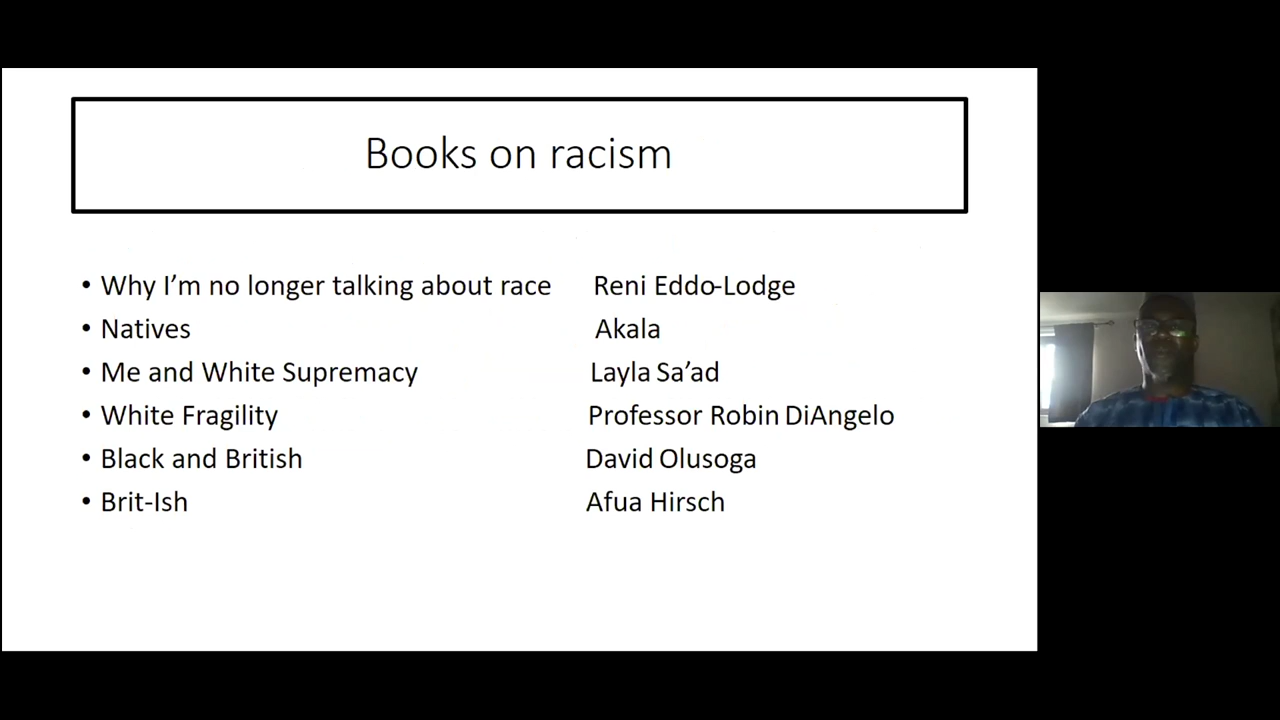 Books on racism
• Why I’m no longer talking about race Reni Eddo-Lodge
• Natives Akala
• Me and White Supremacy Layla Sa’ad
• White Fragility Professor Robin DiAngelo
• Black and British David Olusoga
• Brit-Ish Afua Hirsch